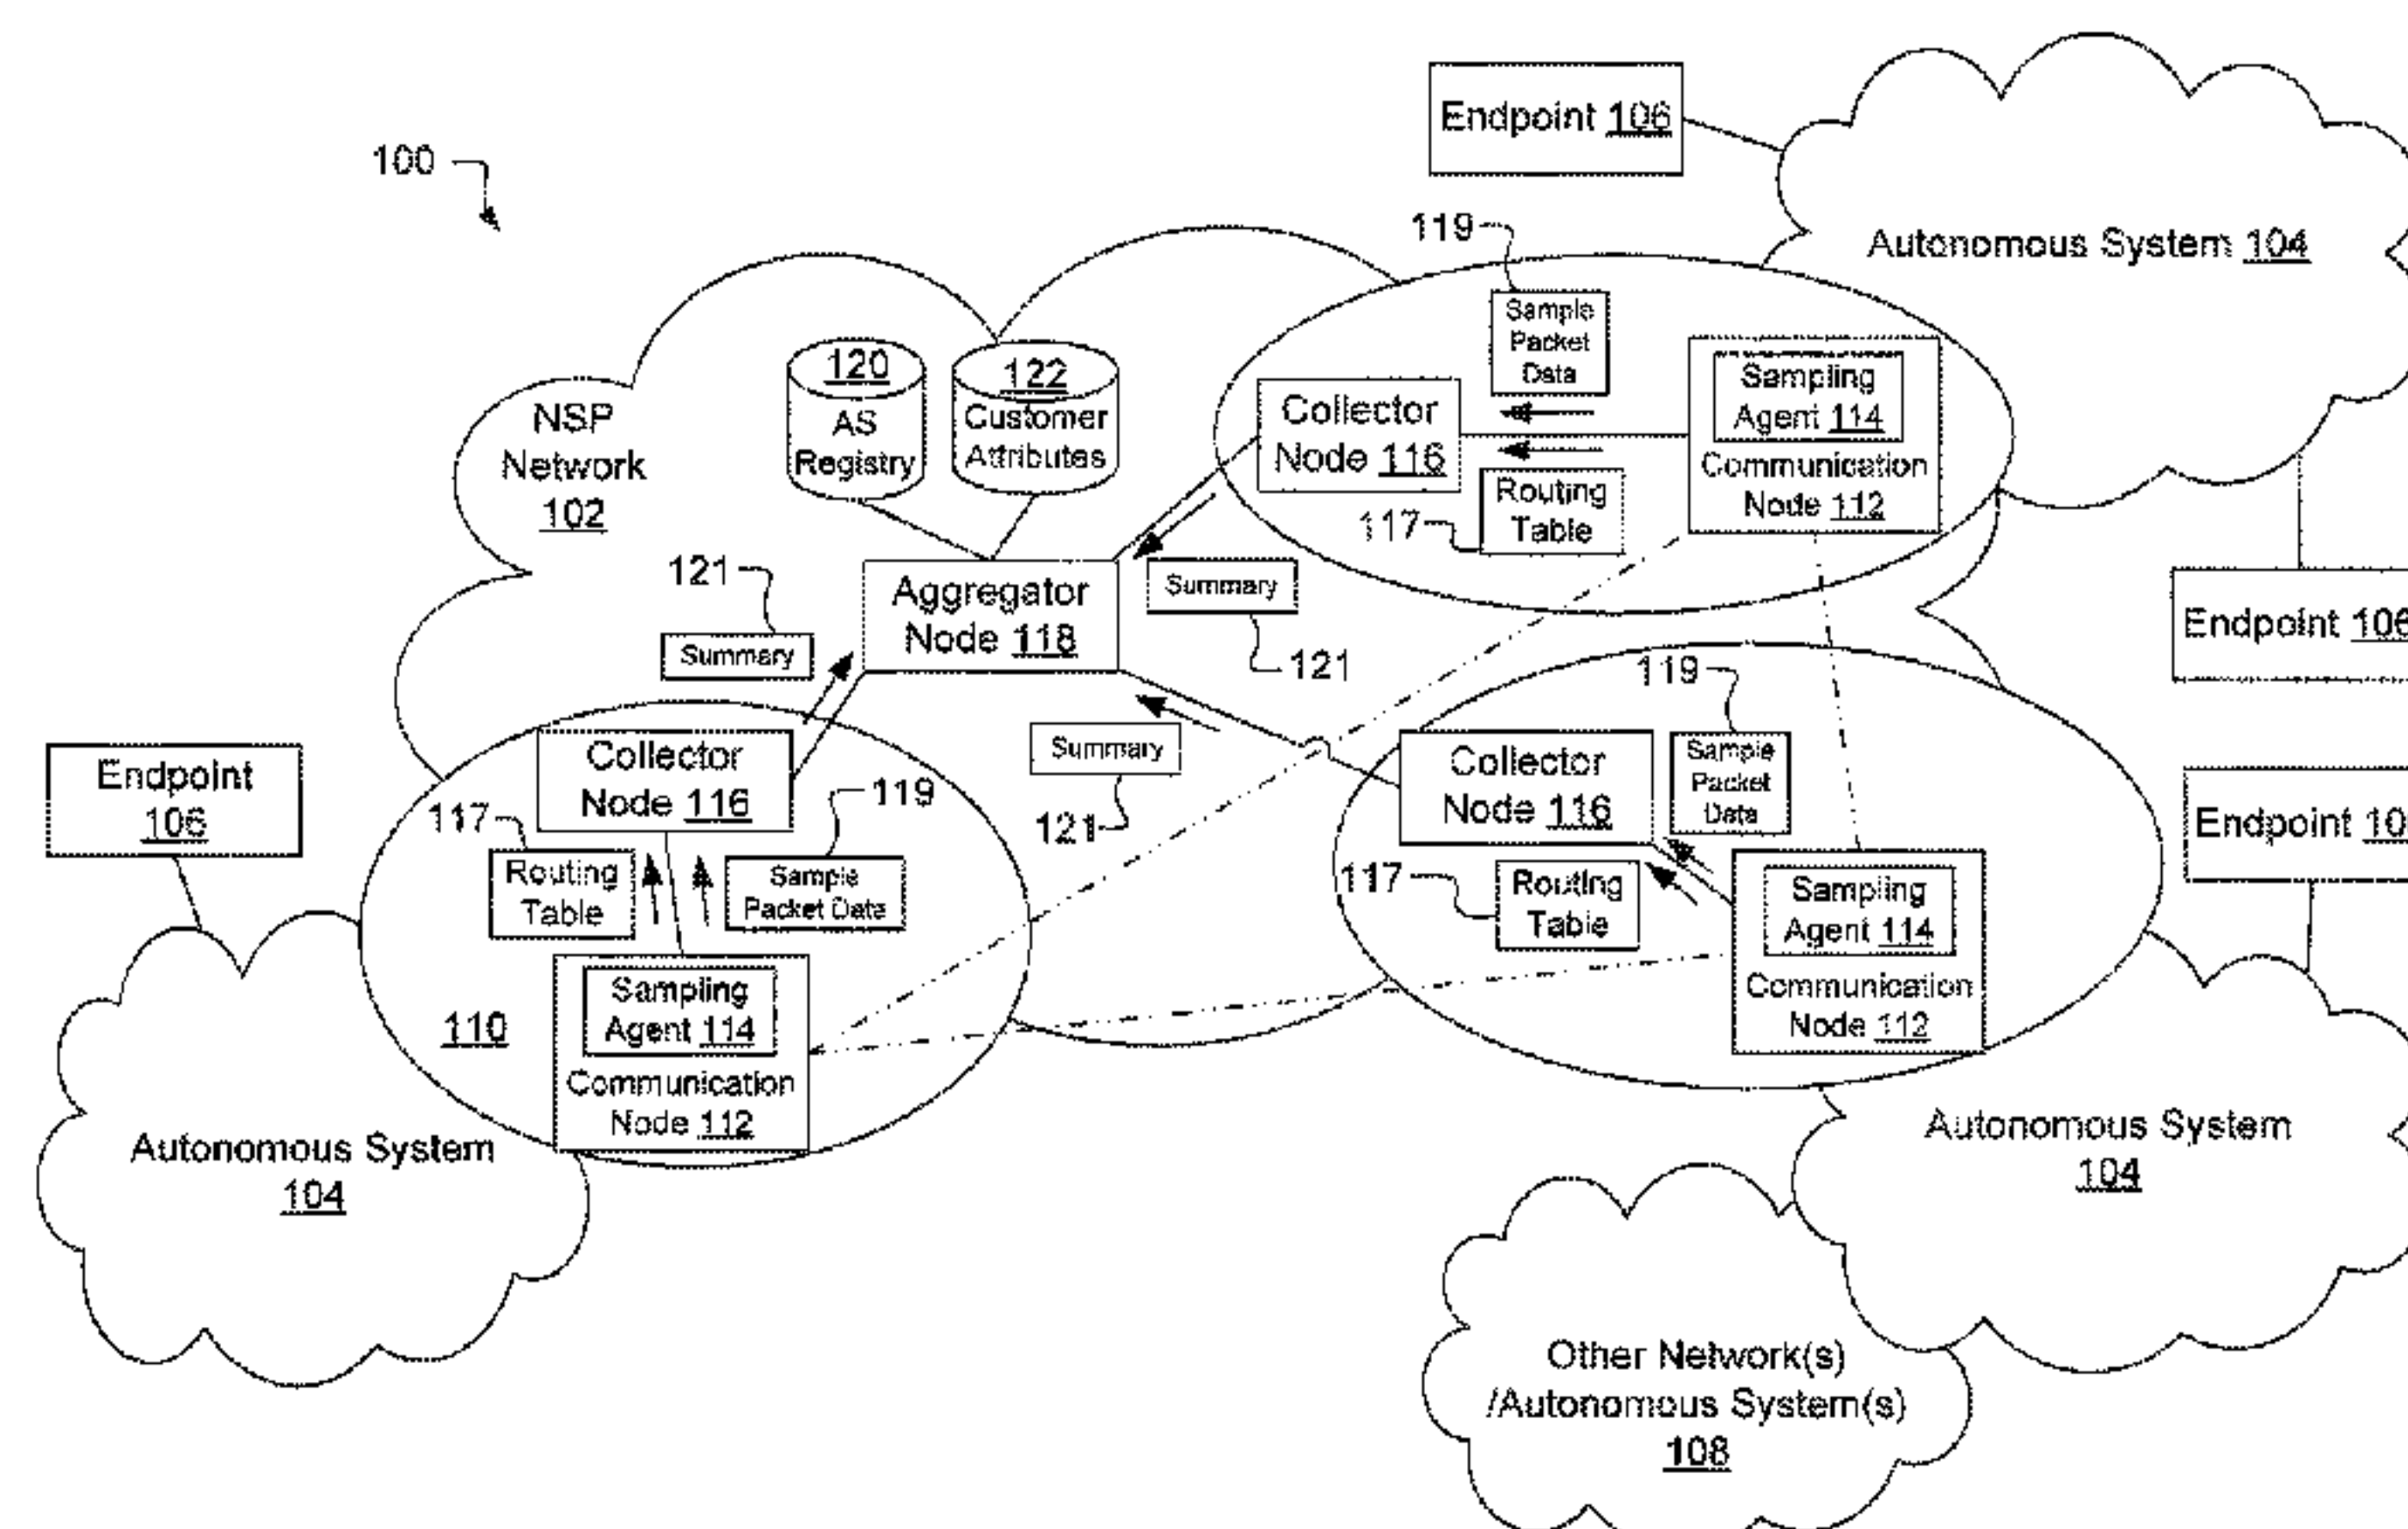 100
Endpoint 106
Autonomous System 104
119
Sample
Packet
Data
Sampling
Agent 114
Communication
Node 112
Collector
Node 116
Routing
Table
117
120
AS
Registry
122
Customer
Attributes
NSP
Network
102
121
Summary
Aggregator
Node 118
Summary
121
Endpoint 106
119
Sample
Packet
Data
Summary
121
Collector
Node 116
117
Routing
Table
Sampling
Agent 114
Communication
Node 112
Endpoint 10
Endpoint
106
Collector
Node 116
117
Routing
Table
119
Sample
Packet Data
110
Sampling
Agent 114
Communication
Node 112
Autonomous System
104
Autonomous System
104
Other Network(s)
/Autonomous System(s)
108